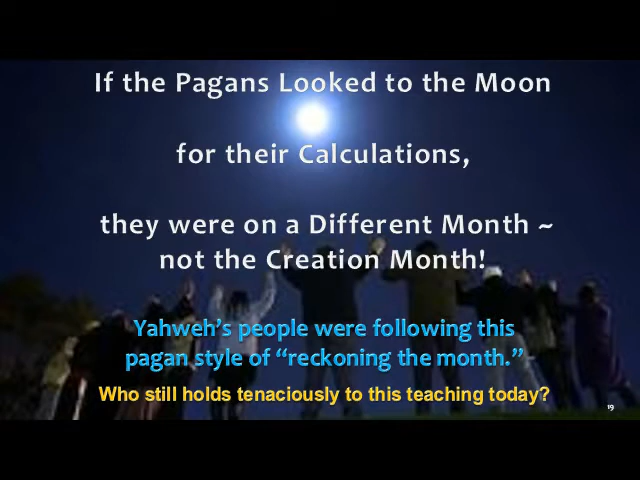 If the Pagans Looked to the Moon
for their Calculations,
they were on a Different Month ~
not the Creation Month!
Yahweh's people were following this
pagan style of “reckoning the month.”
Who still holds tenaciously to this teaching today?
19